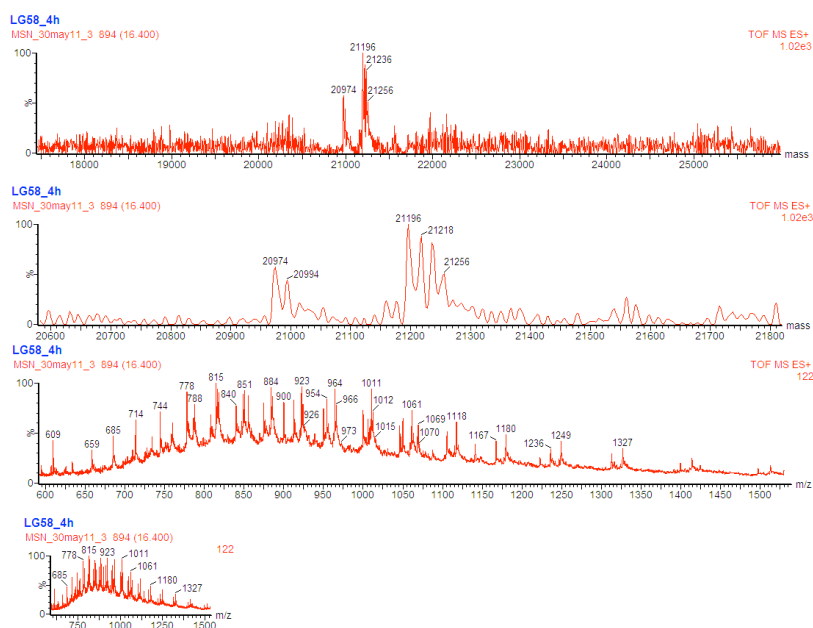 LG58_4h
MSN_30may11_3 894 (16.400)
TOF MS ES+
1.02e3
100
%
0
21196
21236
21256
20974
18000 19000 20000 21000 22000 23000 24000 25000
mass
LG58_4h
MSN_30may11_3 894 (16.400)
TOF MS ES+
1.02e3
100
%
0
21196
21218
21256
20974
20994
20600 20700 20800 20900 21000 21100 21200 21300 21400 21500 21600 21700 21800
mass
LG58_4h
MSN_30may11_3 894 (16.400)
TOF MS ES+
122
100
%
0
609 659 685 714 744 778 788 815 840 851 884 900 923 926 954 964 966 973 1011 1012 1015 1061 1069 1070 1118 1167 1180 1236 1249 1327
600 650 700 750 800 850 900 950 1000 1050 1100 1150 1200 1250 1300 1350 1400 1450 1500
m/z
LG58_4h
MSN_30may11_3 894 (16.400)
122
100
%
0
685 778 815 923 1011 1061 1180 1327
750 1000 1250 1500
m/z